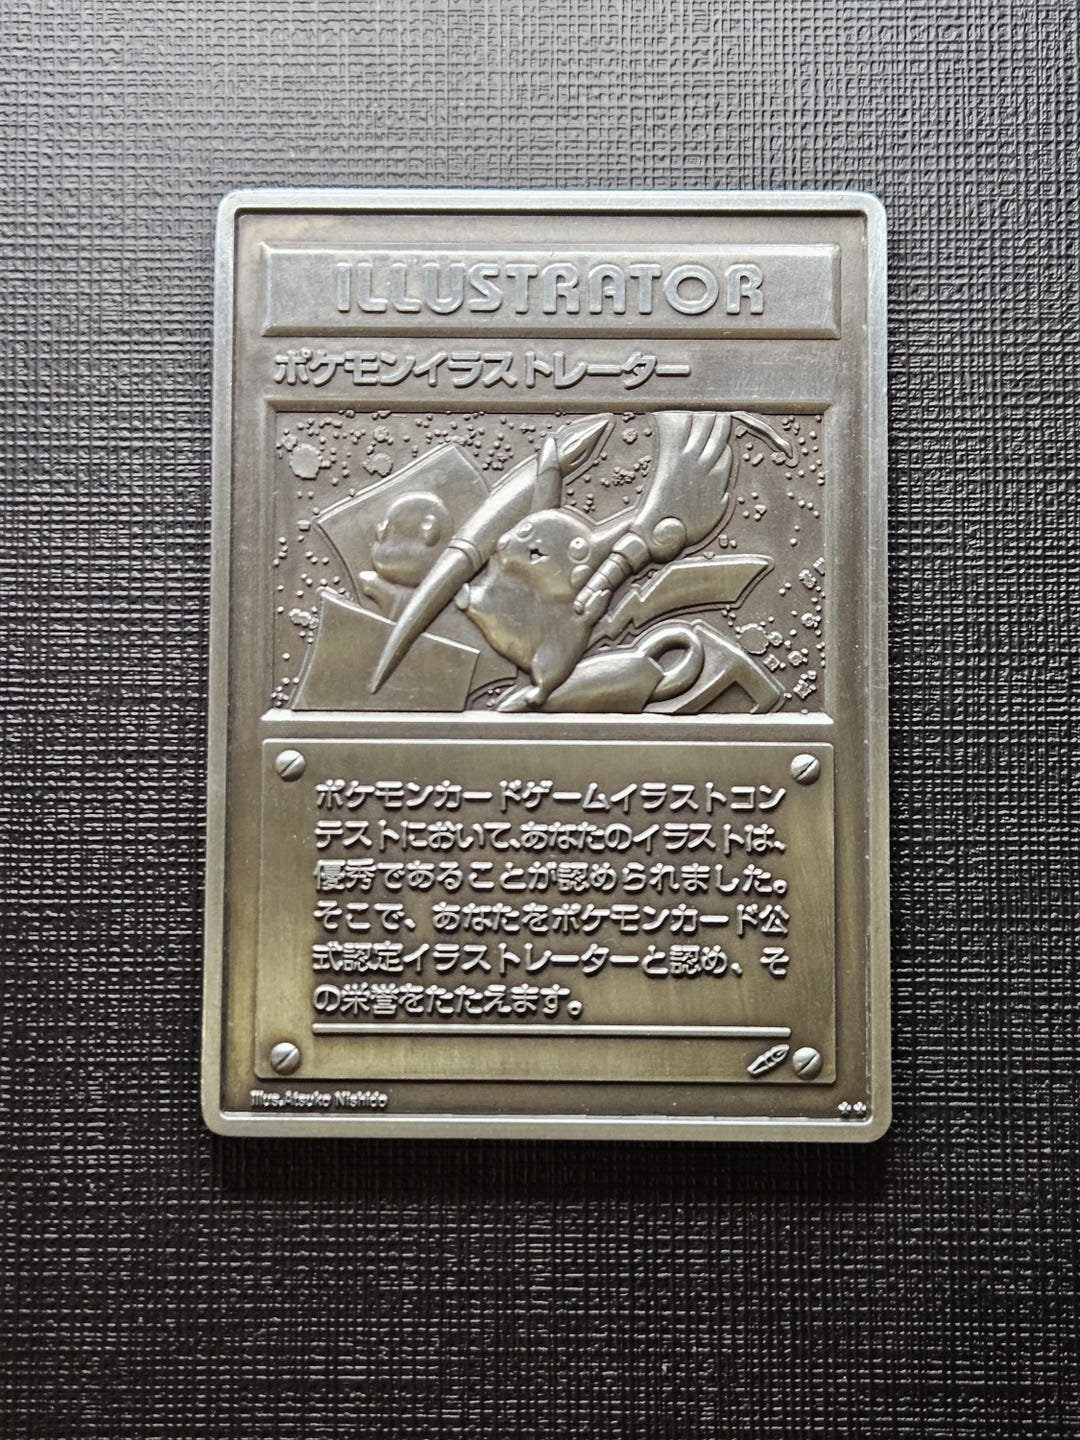 ILLUSTRATOR
ポケモンイラストレーター
ポケモンカードゲームイラストコン
テストにおいて、あなたのイラストは、
優秀であることが認められました。
そこで、あなたをポケモンカード公
式認定イラストレーターと認め、そ
の栄誉をたたえます。
Illus.Atsuko Nishido